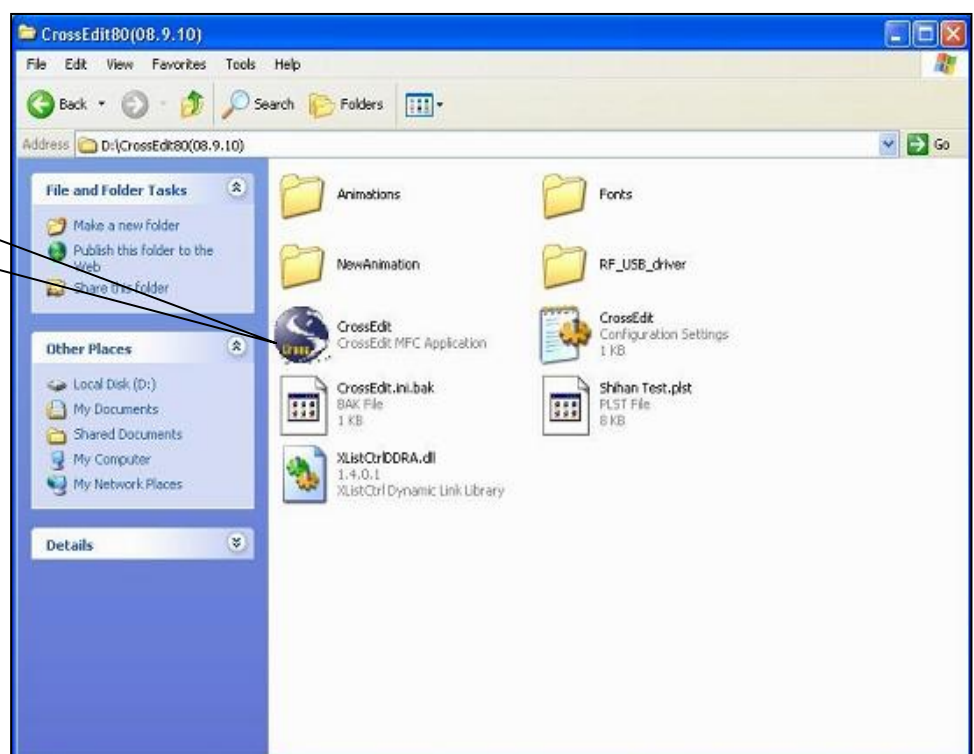 CrossEdit80(08.9.10)
File Edit View Favorites Tools Help
Back Search Folders
Address D:\CrossEdit80(08.9.10) Go
File and Folder Tasks
Make a new folder
Publish this folder to the
Web
Share this folder
Other Places
Local Disk (D:)
My Documents
Shared Documents
My Computer
My Network Places
Details
Animations
Fonts
NewAnimation
RF_USB_driver
CrossEdit
CrossEdit MFC Application
CrossEdit
Configuration Settings
1 KB
CrossEdit.ini.bak
BAK File
1 KB
Shihan Test.plst
PLST File
8 KB
XListCtrlDDRA.dll
1.4.0.1
XListCtrl Dynamic Link Library